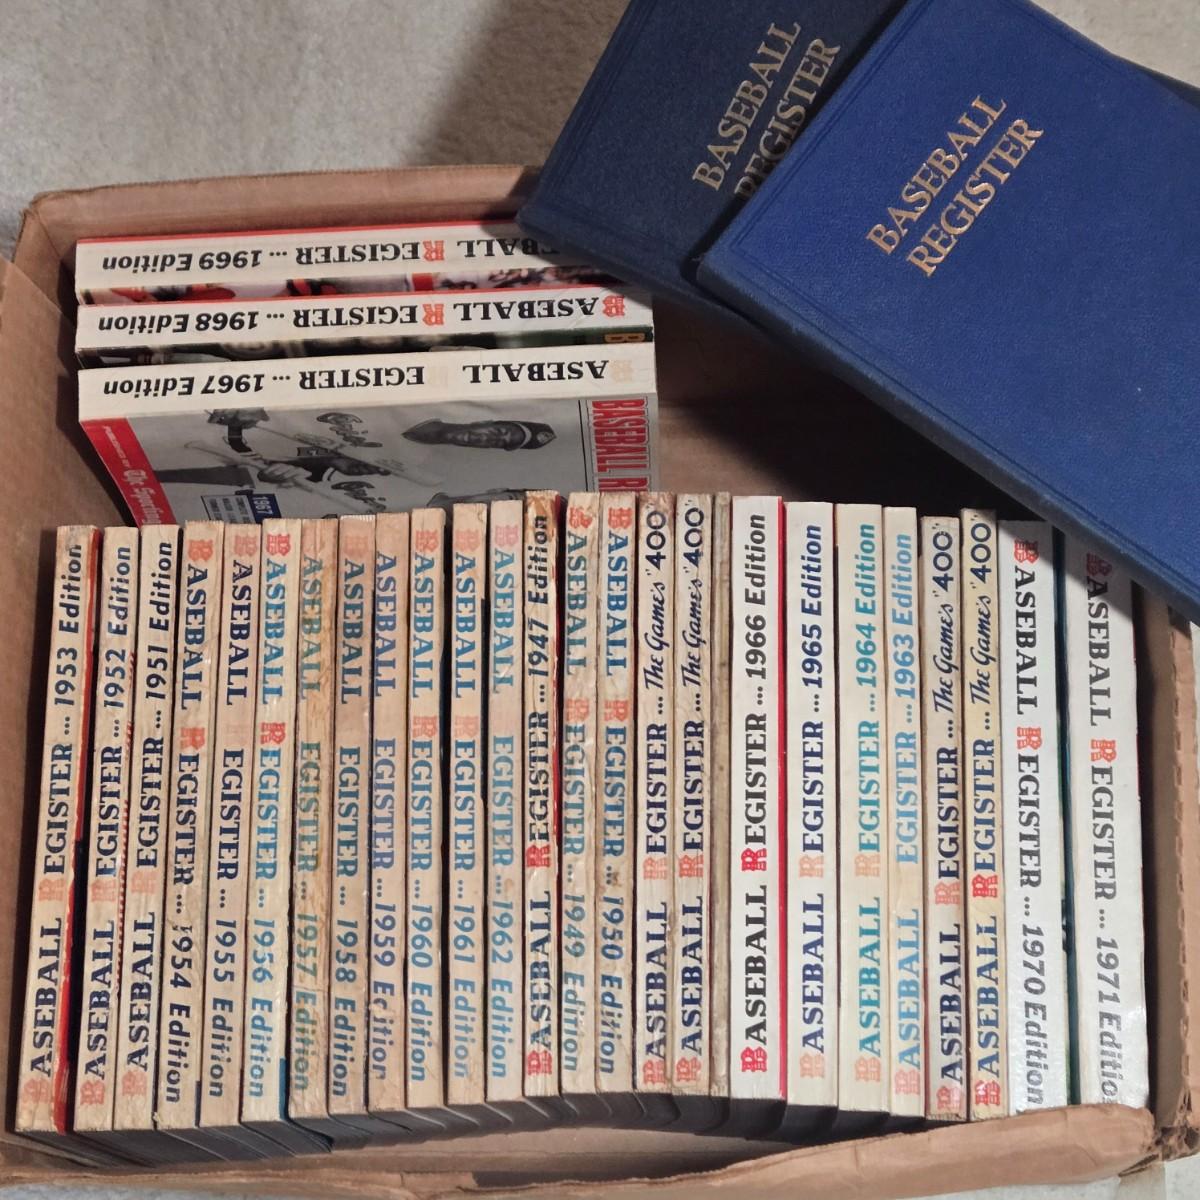 BASEBALL
REGISTER
BASEBALL
REGISTER
BASEBALL REGISTER ... 1969 Edition
BASEBALL REGISTER ... 1968 Edition
BASEBALL REGISTER ... 1967 Edition
BASEBALL R
1967
BASEBALL REGISTER ... 1953 Edition
BASEBALL REGISTER ... 1952 Edition
BASEBALL REGISTER ... 1951 Edition
BASEBALL REGISTER ... 1954 Edition
BASEBALL REGISTER ... 1955 Edition
BASEBALL REGISTER ... 1956 Edition
BASEBALL REGISTER ... 1957 Edition
BASEBALL REGISTER ... 1958 Edition
BASEBALL REGISTER ... 1959 Edition
BASEBALL REGISTER ... 1960 Edition
BASEBALL REGISTER ... 1961 Edition
BASEBALL REGISTER ... 1962 Edition
BASEBALL REGISTER ... 1947 Edition
BASEBALL REGISTER ... 1949 Edition
BASEBALL REGISTER ... 1950 Edition
BASEBALL REGISTER ... The Game's "400"
BASEBALL REGISTER ... The Game's "400"
BASEBALL REGISTER ... 1966 Edition
BASEBALL REGISTER ... 1965 Edition
BASEBALL REGISTER ... 1964 Edition
BASEBALL REGISTER ... 1963 Edition
BASEBALL REGISTER ... The Game's "400"
BASEBALL REGISTER ... The Game's "400"
BASEBALL REGISTER ... 1970 Edition
BASEBALL REGISTER ... 1971 Edition